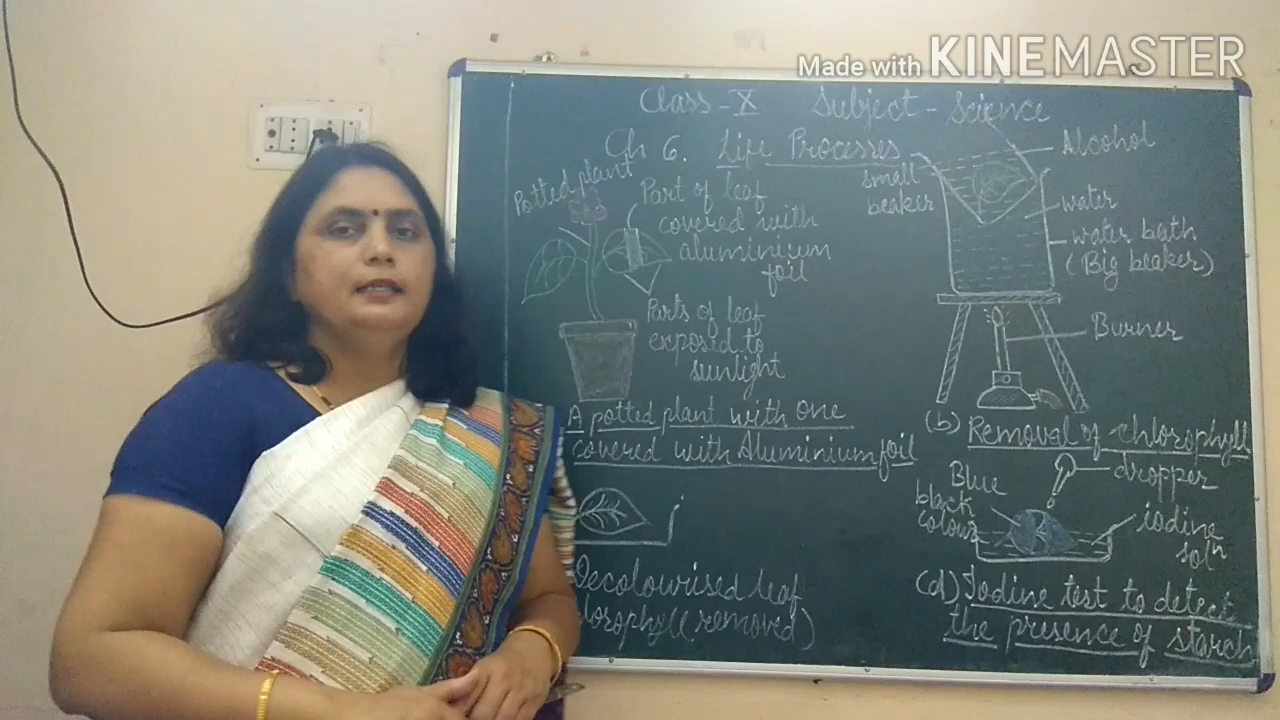 Made with KINEMASTER
Class - X Subject - Science
Ch 6. Life Processes
Potted plant
Part of leaf
covered with
aluminium
foil
Parts of leaf
exposed to
sunlight
A potted plant with one
covered with Aluminium foil
small
beaker
Alcohol
water
water bath
(Big beaker)
Burner
(b) Removal of chlorophyll
Decolourised leaf
removed)
Blue
black
colour
dropper
iodine
solⁿ
(d) Iodine test to detect
the presence of starch